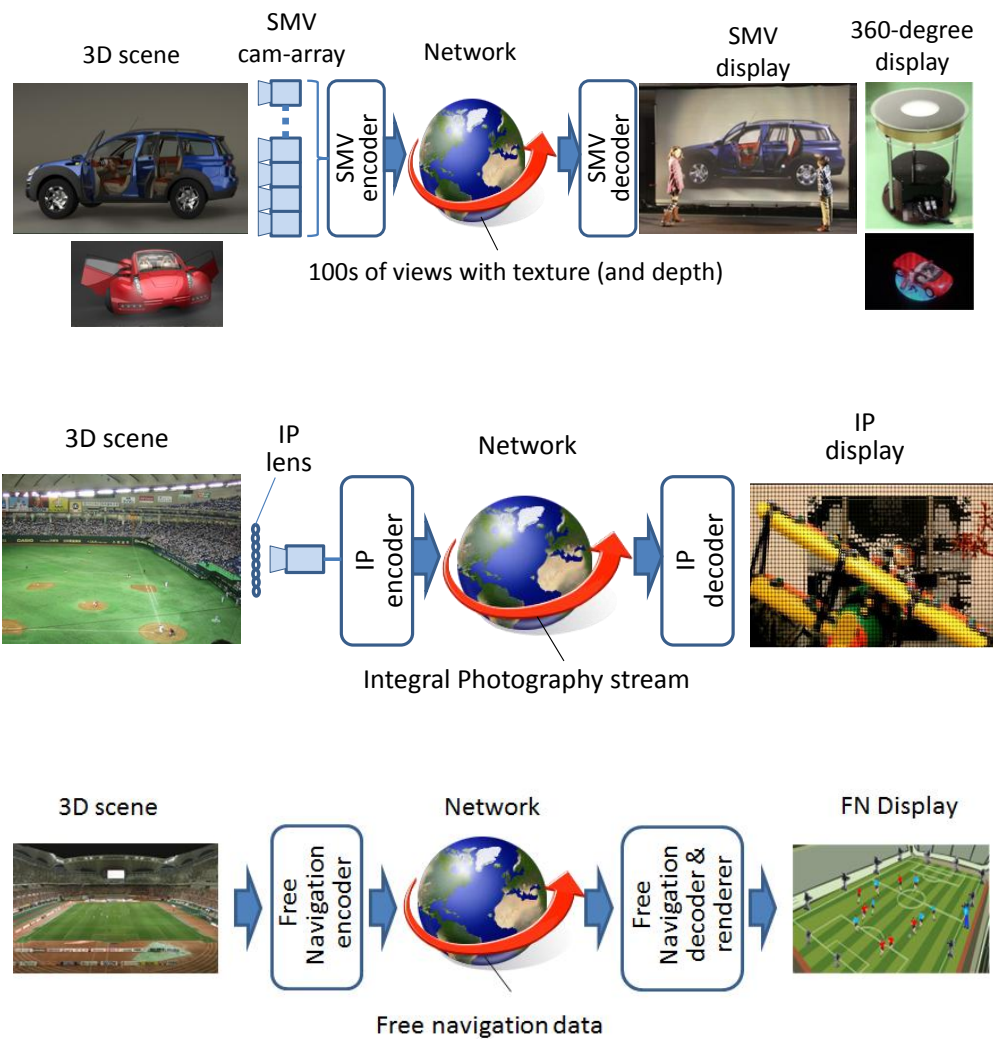 SMV
cam-array
3D scene
Network
SMV
display
360-degree
display
SMV
encoder
SMV
decoder
100s of views with texture (and depth)
3D scene
IP
lens
Network
IP
display
CASIO
IP
encoder
IP
decoder
Integral Photography stream
3D scene
Network
FN Display
Free
Navigation
encoder
Free
Navigation
decoder &
renderer
Free navigation data